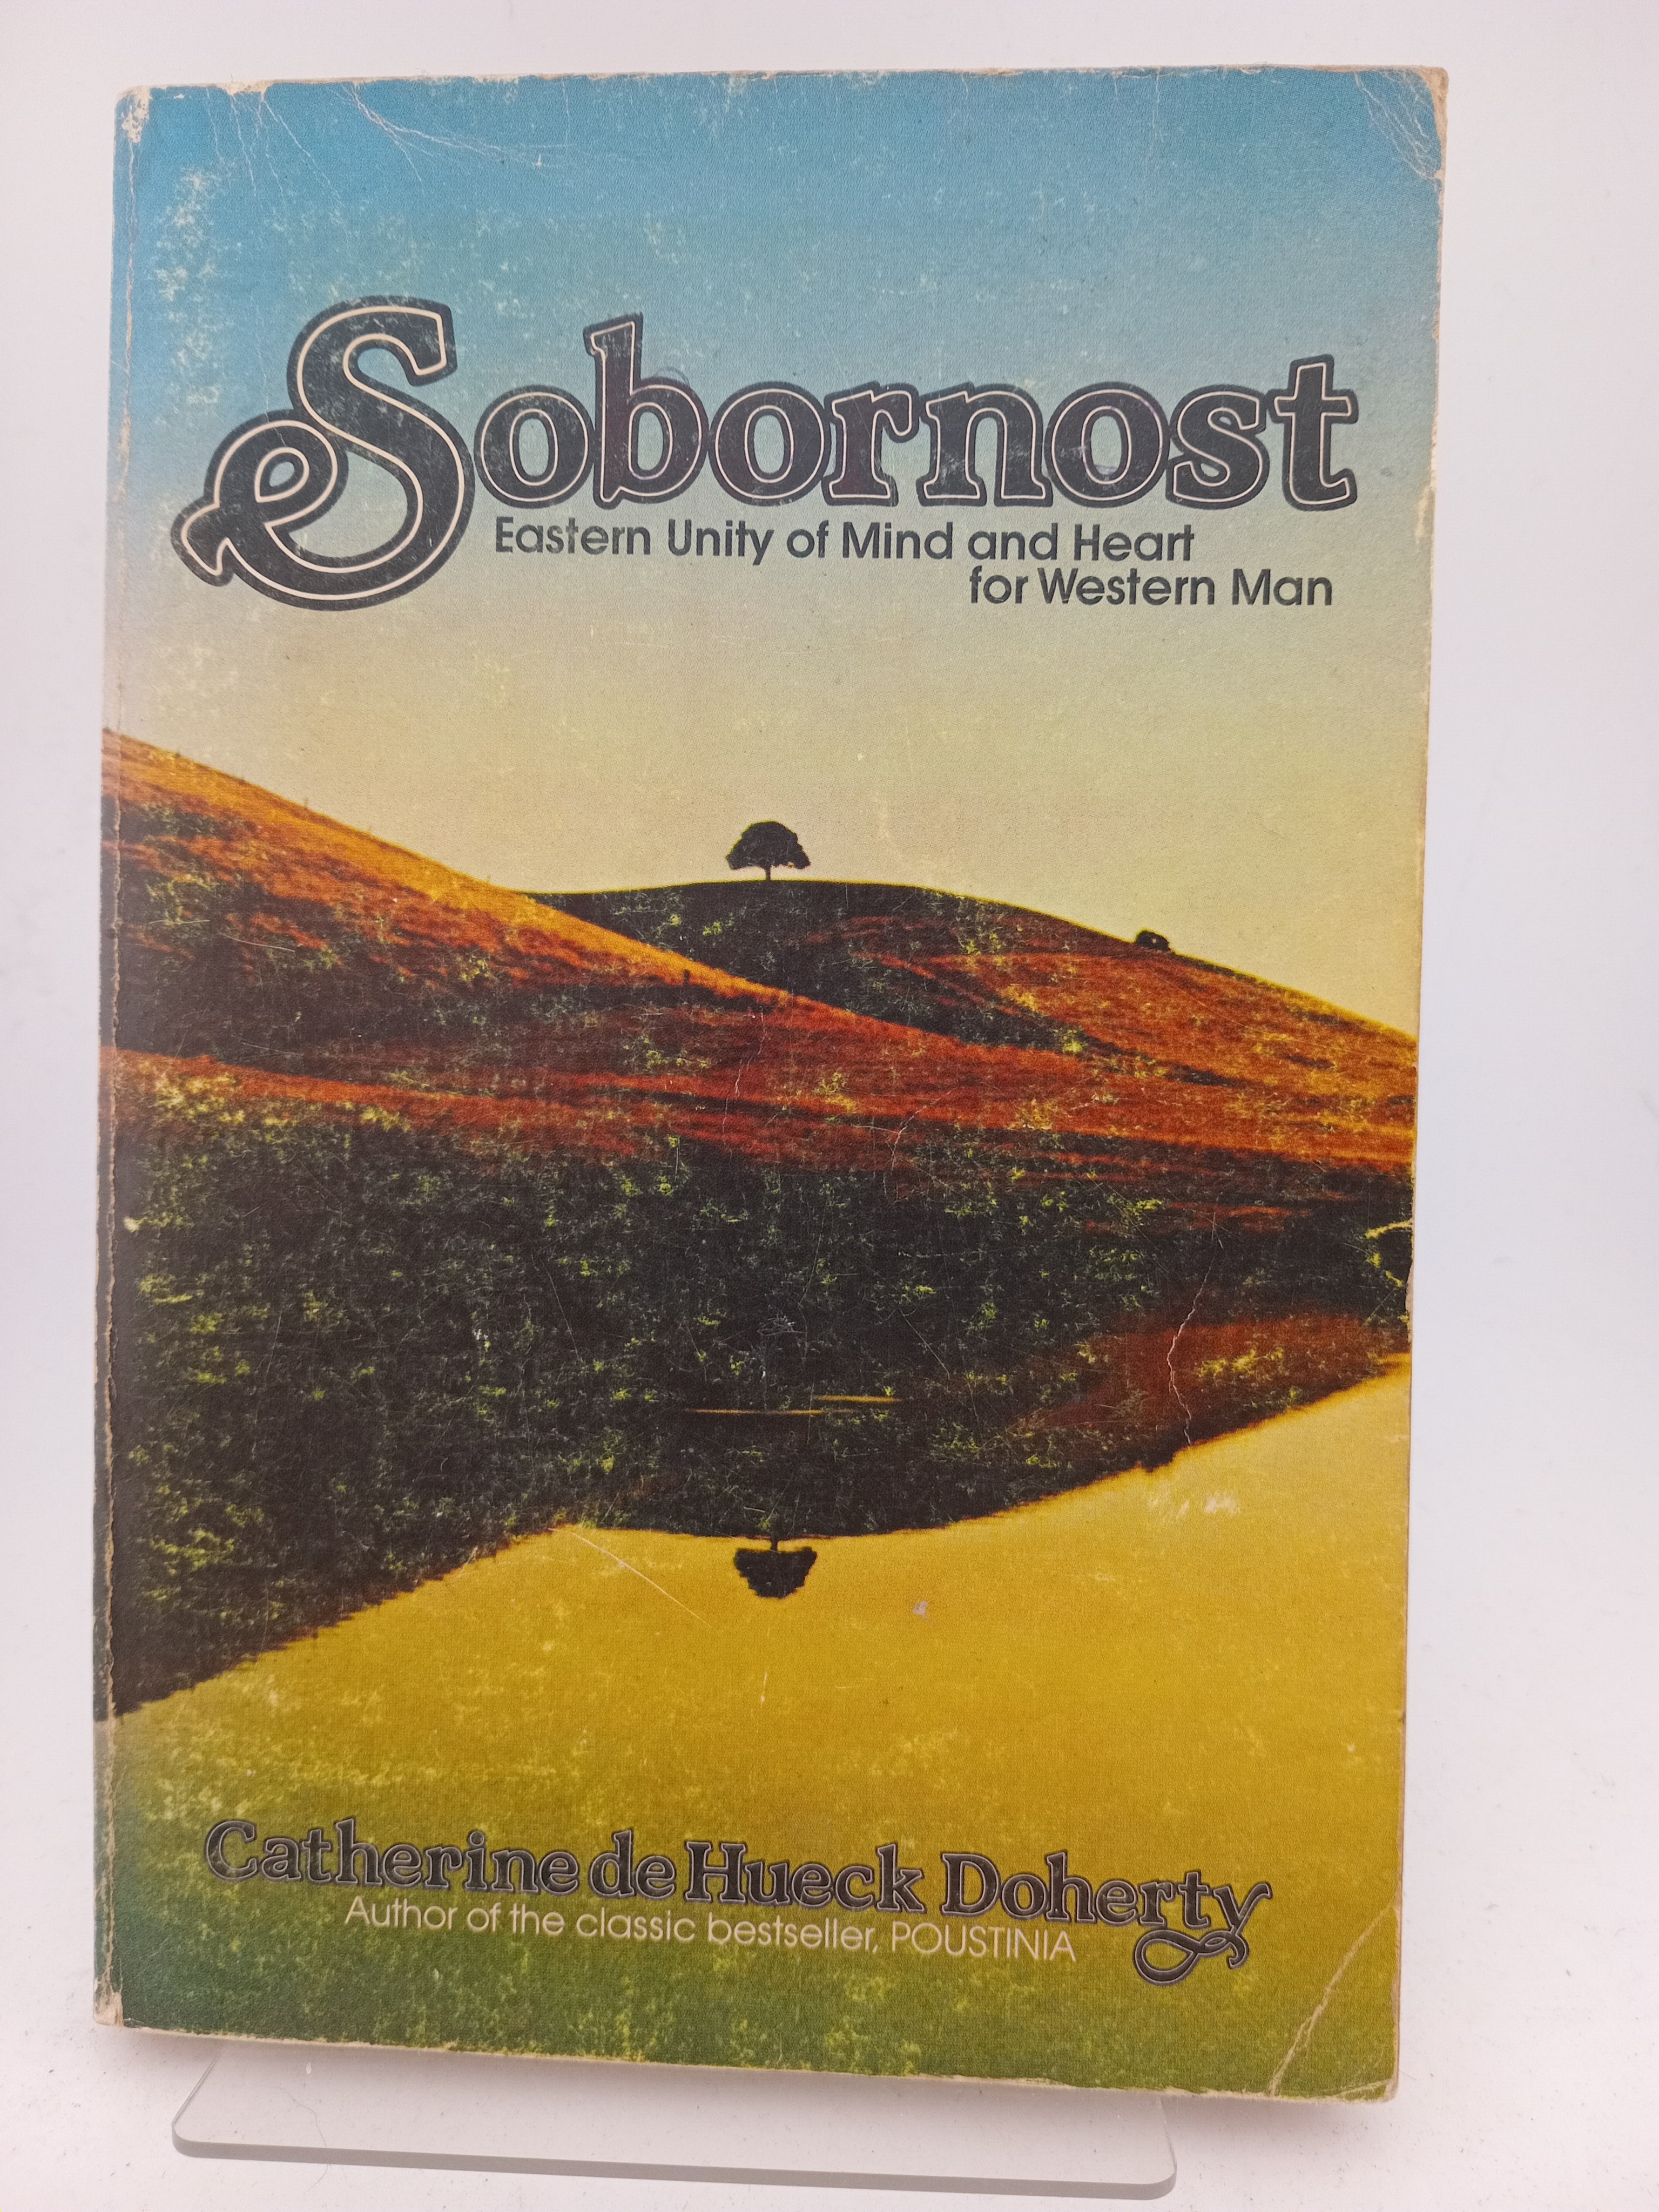 Sobornost
Eastern Unity of Mind and Heart
for Western Man
Catherine de Hueck Doherty
Author of the classic bestseller, POUSTINIA